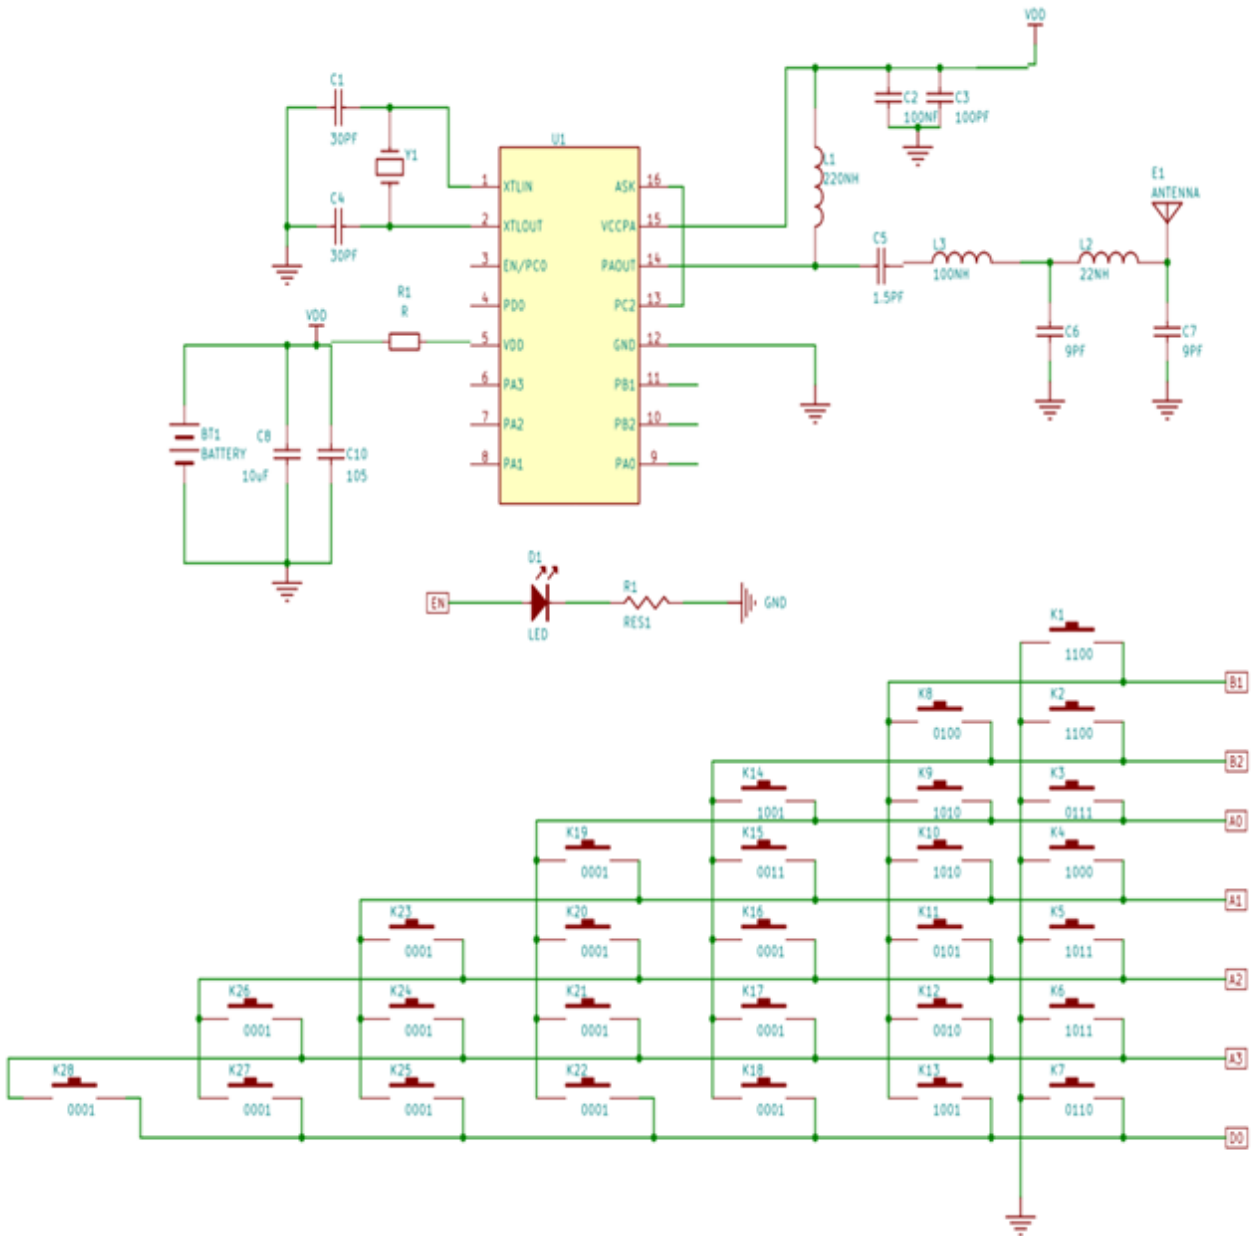 VDD
C1
30PF
C2
100NF
C3
100PF
Y1
U1
L1
220NH
C4
30PF
1 XTLIN
2 XTLOUT
3 EN/PC0
4 PD0
5 VDD
6 PA3
7 PA2
8 PA1
ASK 16
VCCPA 15
PAOUT 14
PC2 13
GND 12
PB1 11
PB2 10
PA0 9
E1
ANTENNA
C5
1.5PF
L3
100NH
L2
22NH
C6
9PF
C7
9PF
R1
R
VDD
BT1
BATTERY
C8
10uF
C10
105
D1
EN
LED
R1
RES1
GND
K1
1100
B1
K8
0100
K2
1100
B2
K14
1001
K9
1010
K3
0111
A0
K19
0001
K15
0011
K10
1010
K4
1000
A1
K23
0001
K20
0001
K16
0001
K11
0101
K5
1011
A2
K26
0001
K24
0001
K21
0001
K17
0001
K12
0010
K6
1011
A3
K28
0001
K27
0001
K25
0001
K22
0001
K18
0001
K13
1001
K7
0110
D0